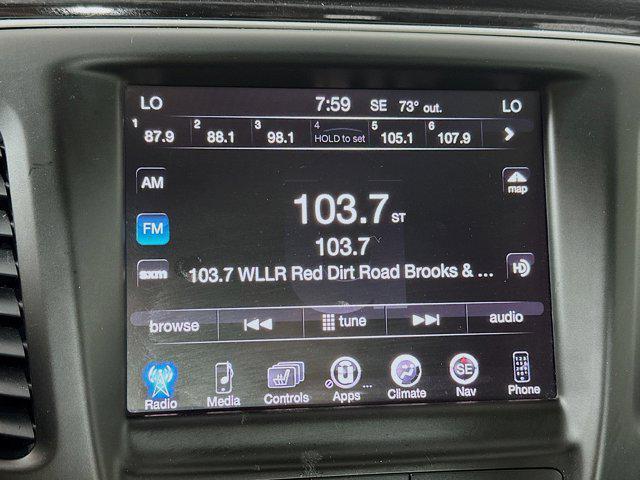 LO 7:59 SE 73° out. LO
1 87.9 2 88.1 3 98.1 4 HOLD to set 5 105.1 6 107.9
AM
map
103.7 ST
FM
103.7
HD
sxm 103.7 WLLR Red Dirt Road Brooks & ...
browse tune audio
SE
Radio Media Controls Apps ... Climate Nav Phone